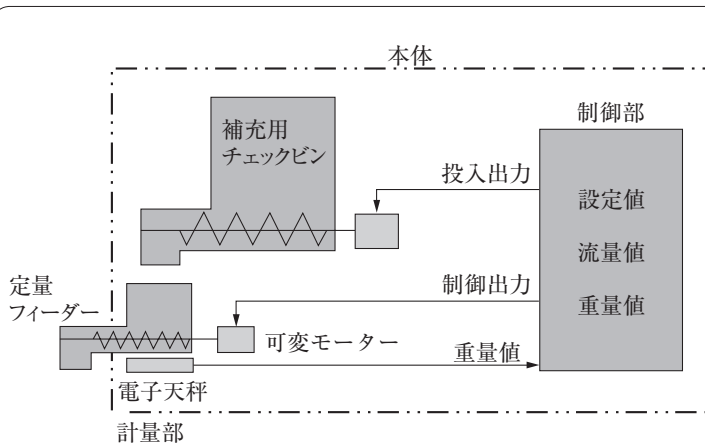 本体
制御部
補充用
チェックビン
投入出力
設定値
流量値
定量
フィーダー
制御出力
重量値
可変モーター
重量値
電子天秤
計量部